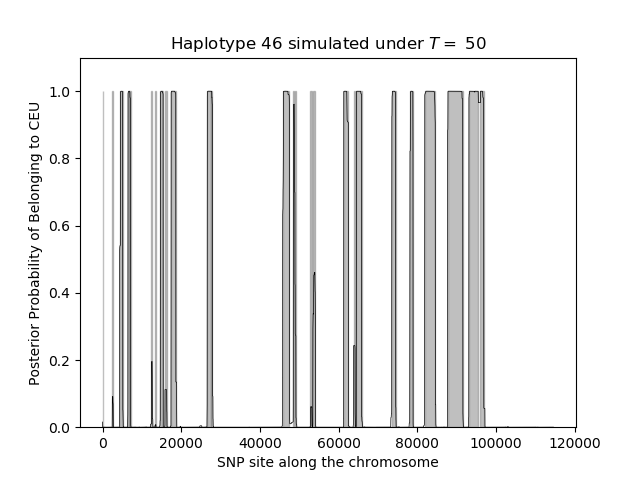 Haplotype 46 simulated under T = 50
Posterior Probability of Belonging to CEU
1.0
0.8
0.6
0.4
0.2
0.0
0 20000 40000 60000 80000 100000 120000
SNP site along the chromosome